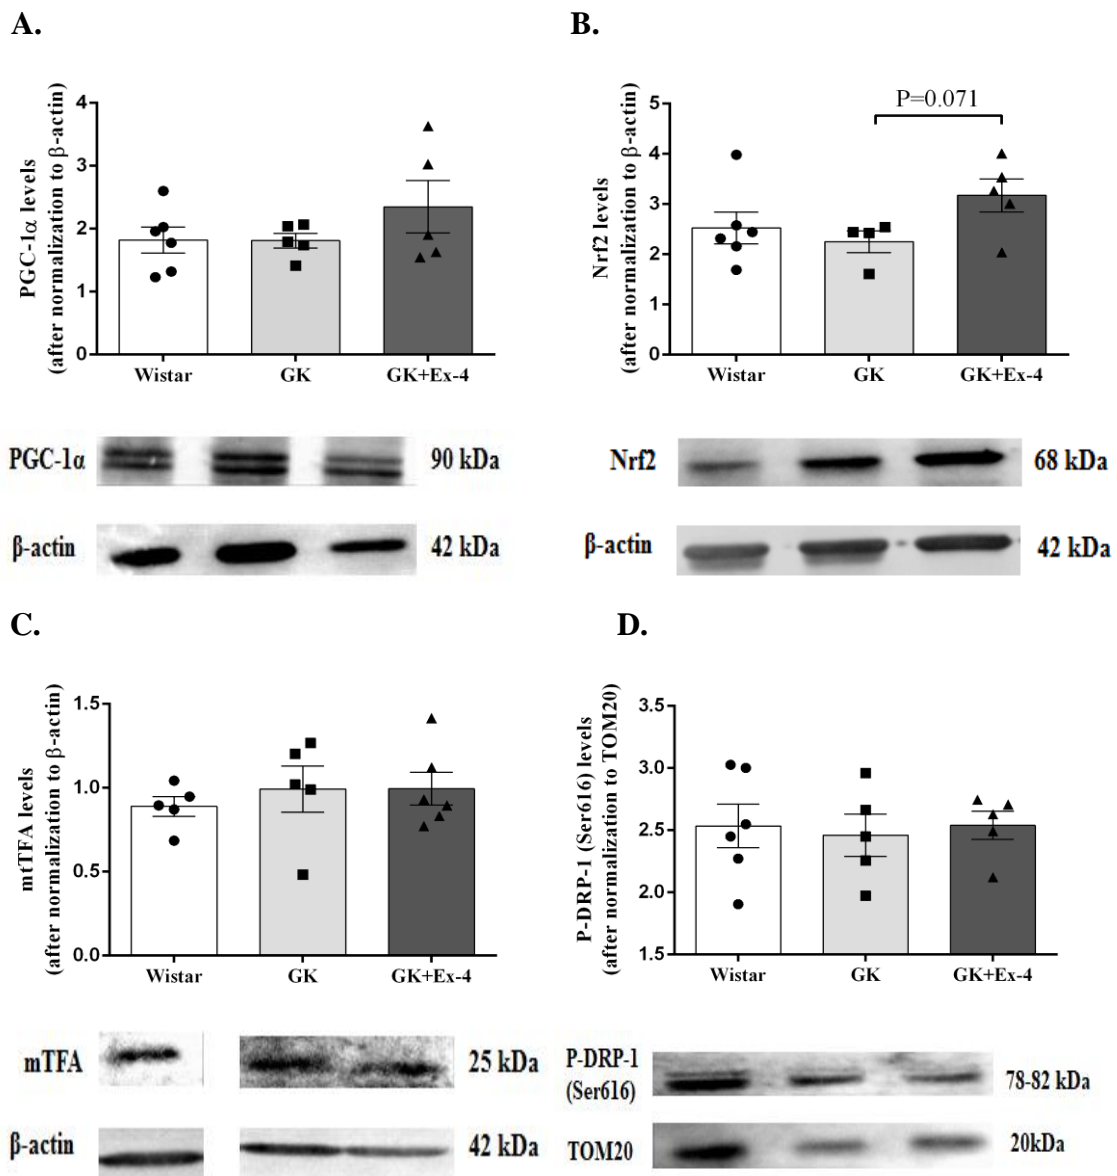 A.
PGC-1α levels
(after normalization to β-actin)
4
3
2
1
0
Wistar
GK
GK+Ex-4
PGC-1α
90 kDa
β-actin
42 kDa
B.
Nrf2 levels
(after normalization to β-actin)
5
4
3
2
1
0
P=0.071
Wistar
GK
GK+Ex-4
Nrf2
68 kDa
β-actin
42 kDa
C.
mtTFA levels
(after normalization to β-actin)
1.5
1.0
0.5
0.0
Wistar
GK
GK+Ex-4
mTFA
25 kDa
β-actin
42 kDa
D.
P-DRP-1 (Ser616) levels
(after normalization to TOM20)
3.5
3.0
2.5
2.0
1.5
Wistar
GK
GK+Ex-4
P-DRP-1
(Ser616)
78-82 kDa
TOM20
20kDa